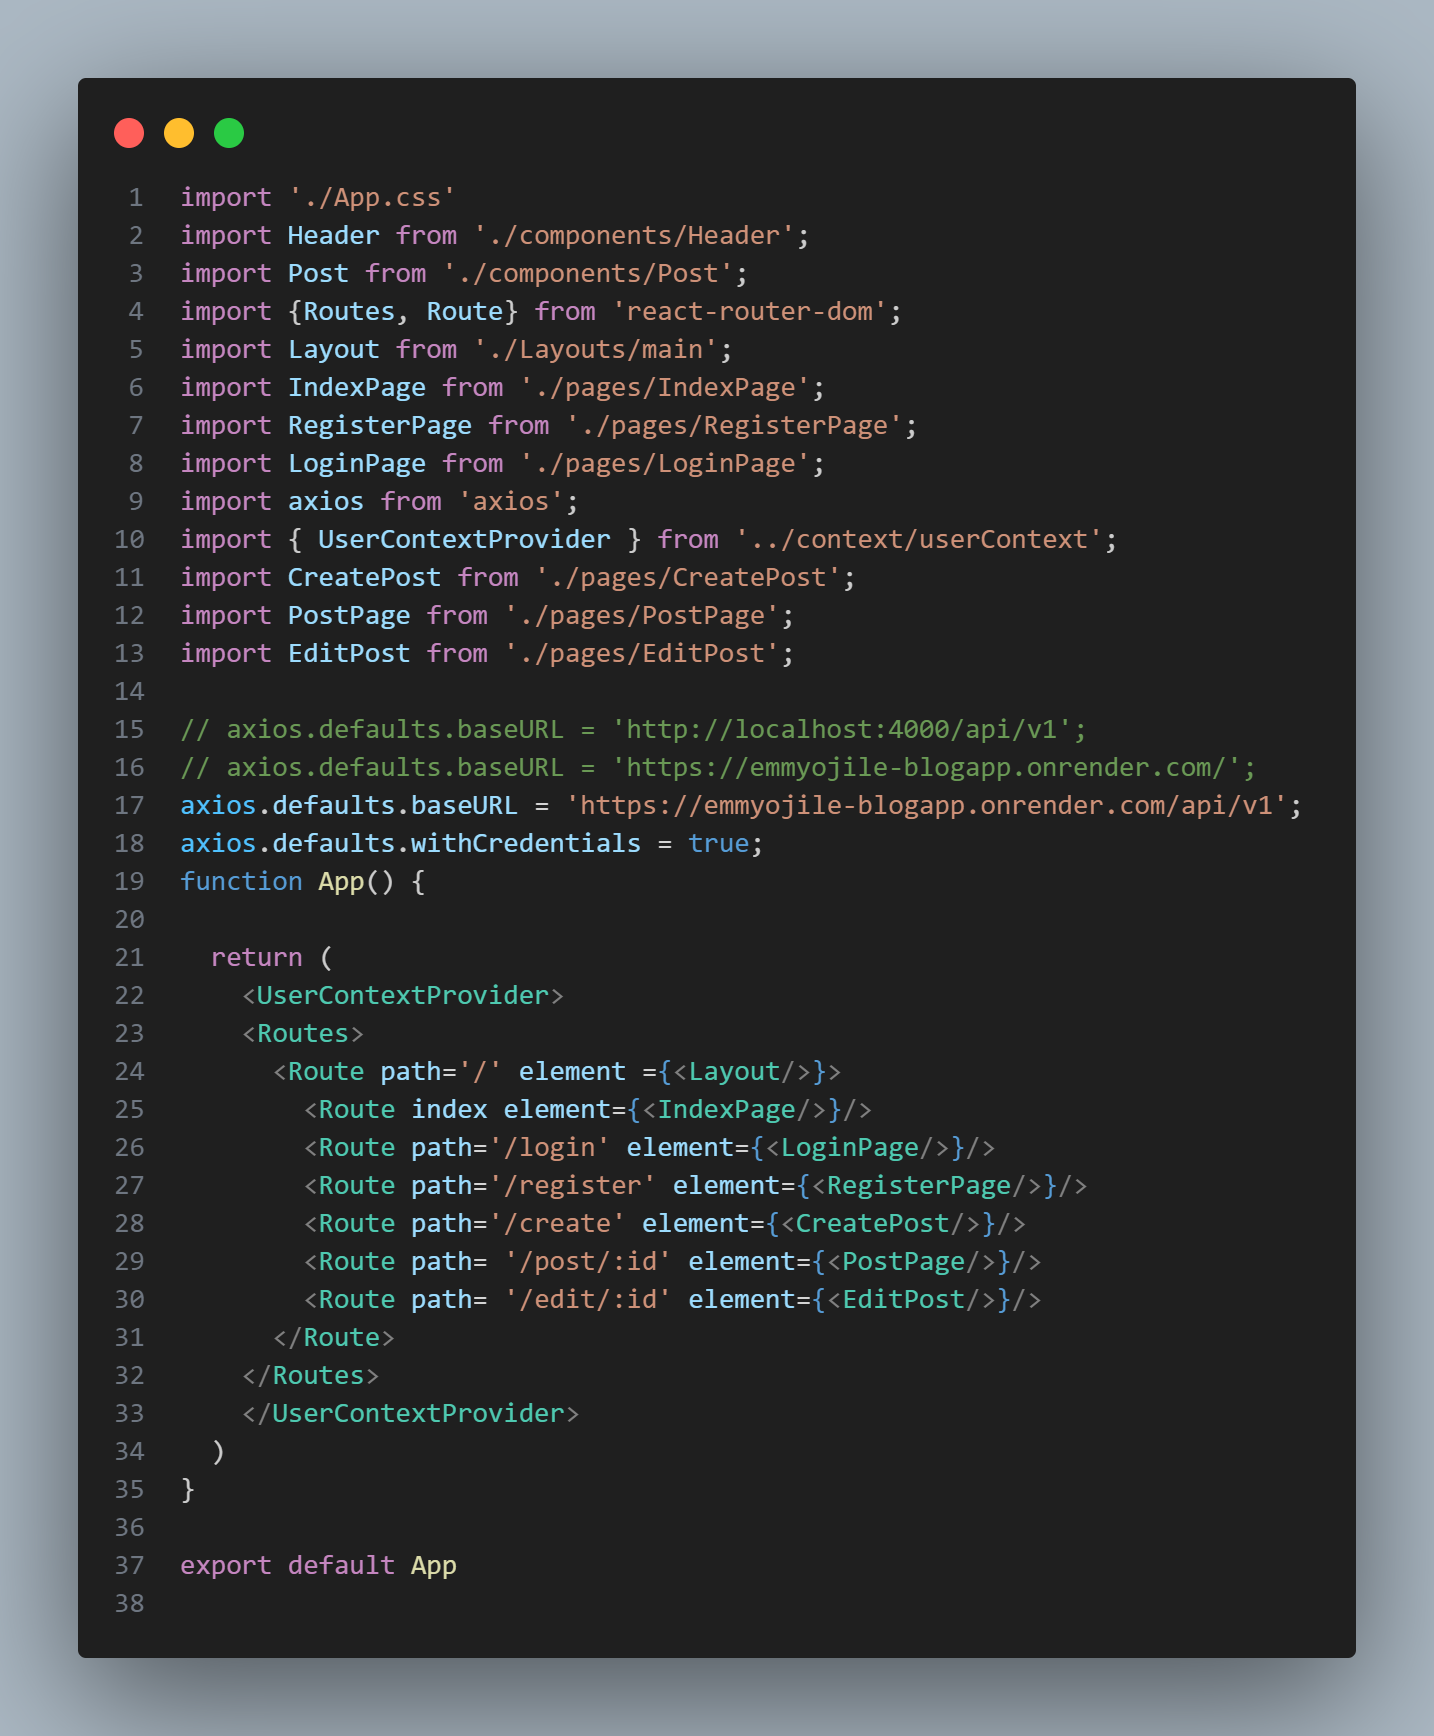 1 import './App.css'
2 import Header from './components/Header';
3 import Post from './components/Post';
4 import {Routes, Route} from 'react-router-dom';
5 import Layout from './Layouts/main';
6 import IndexPage from './pages/IndexPage';
7 import RegisterPage from './pages/RegisterPage';
8 import LoginPage from './pages/LoginPage';
9 import axios from 'axios';
10 import { UserContextProvider } from '../context/userContext';
11 import CreatePost from './pages/CreatePost';
12 import PostPage from './pages/PostPage';
13 import EditPost from './pages/EditPost';
14
15 // axios.defaults.baseURL = 'http://localhost:4000/api/v1';
16 // axios.defaults.baseURL = 'https://emmyojile-blogapp.onrender.com/';
17 axios.defaults.baseURL = 'https://emmyojile-blogapp.onrender.com/api/v1';
18 axios.defaults.withCredentials = true;
19 function App() {
20
21   return (
22     <UserContextProvider>
23     <Routes>
24       <Route path='/' element ={<Layout/>}>
25         <Route index element={<IndexPage/>}/>
26         <Route path='/login' element={<LoginPage/>}/>
27         <Route path='/register' element={<RegisterPage/>}/>
28         <Route path='/create' element={<CreatePost/>}/>
29         <Route path= '/post/:id' element={<PostPage/>}/>
30         <Route path= '/edit/:id' element={<EditPost/>}/>
31       </Route>
32     </Routes>
33     </UserContextProvider>
34   )
35 }
36
37 export default App
38